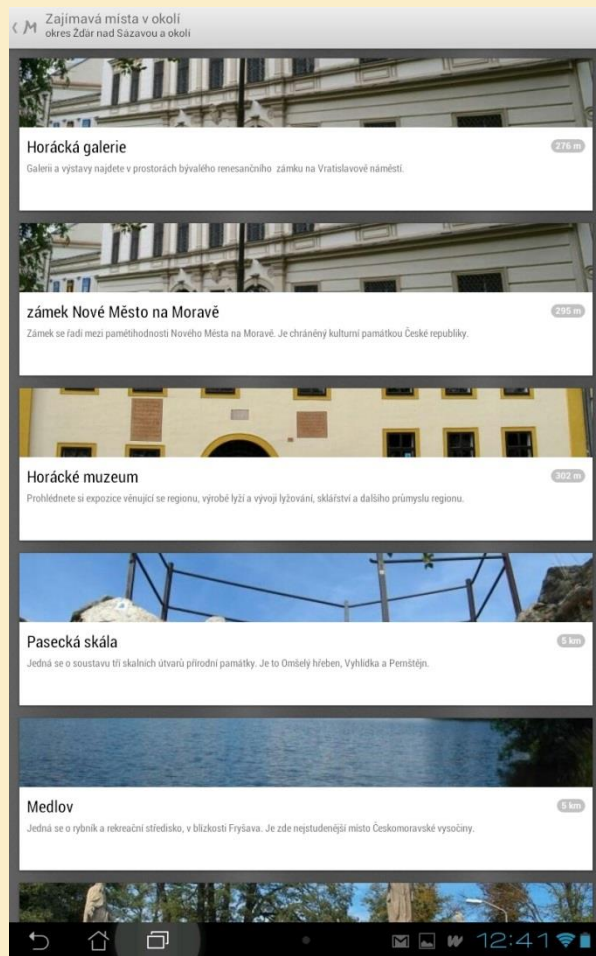 Zajímavá místa v okolí
okres Žďár nad Sázavou a okolí
Horácká galerie
276 m
Galerii a výstavy najdete v prostorách bývalého renesančního zámku na Vratislavově náměstí.
zámek Nové Město na Moravě
295 m
Zámek se řadí mezi pamětihodnosti Nového Města na Moravě. Je chráněný kulturní památkou České republiky.
Horácké muzeum
302 m
Prohlédnete si expozice věnující se regionu, výrobě lyží a vývoji lyžování, sklářství a dalšího průmyslu regionu.
Pasecká skála
5 km
Jedná se o soustavu tří skalních útvarů přírodní památky. Je to Omšelý hřeben, Vyhlídka a Pernštejn.
Medlov
5 km
Jedná se o rybník a rekreační středisko, v blízkosti Fryšava. Je zde nejstudenější místo Českomoravské vysočiny.
12:41